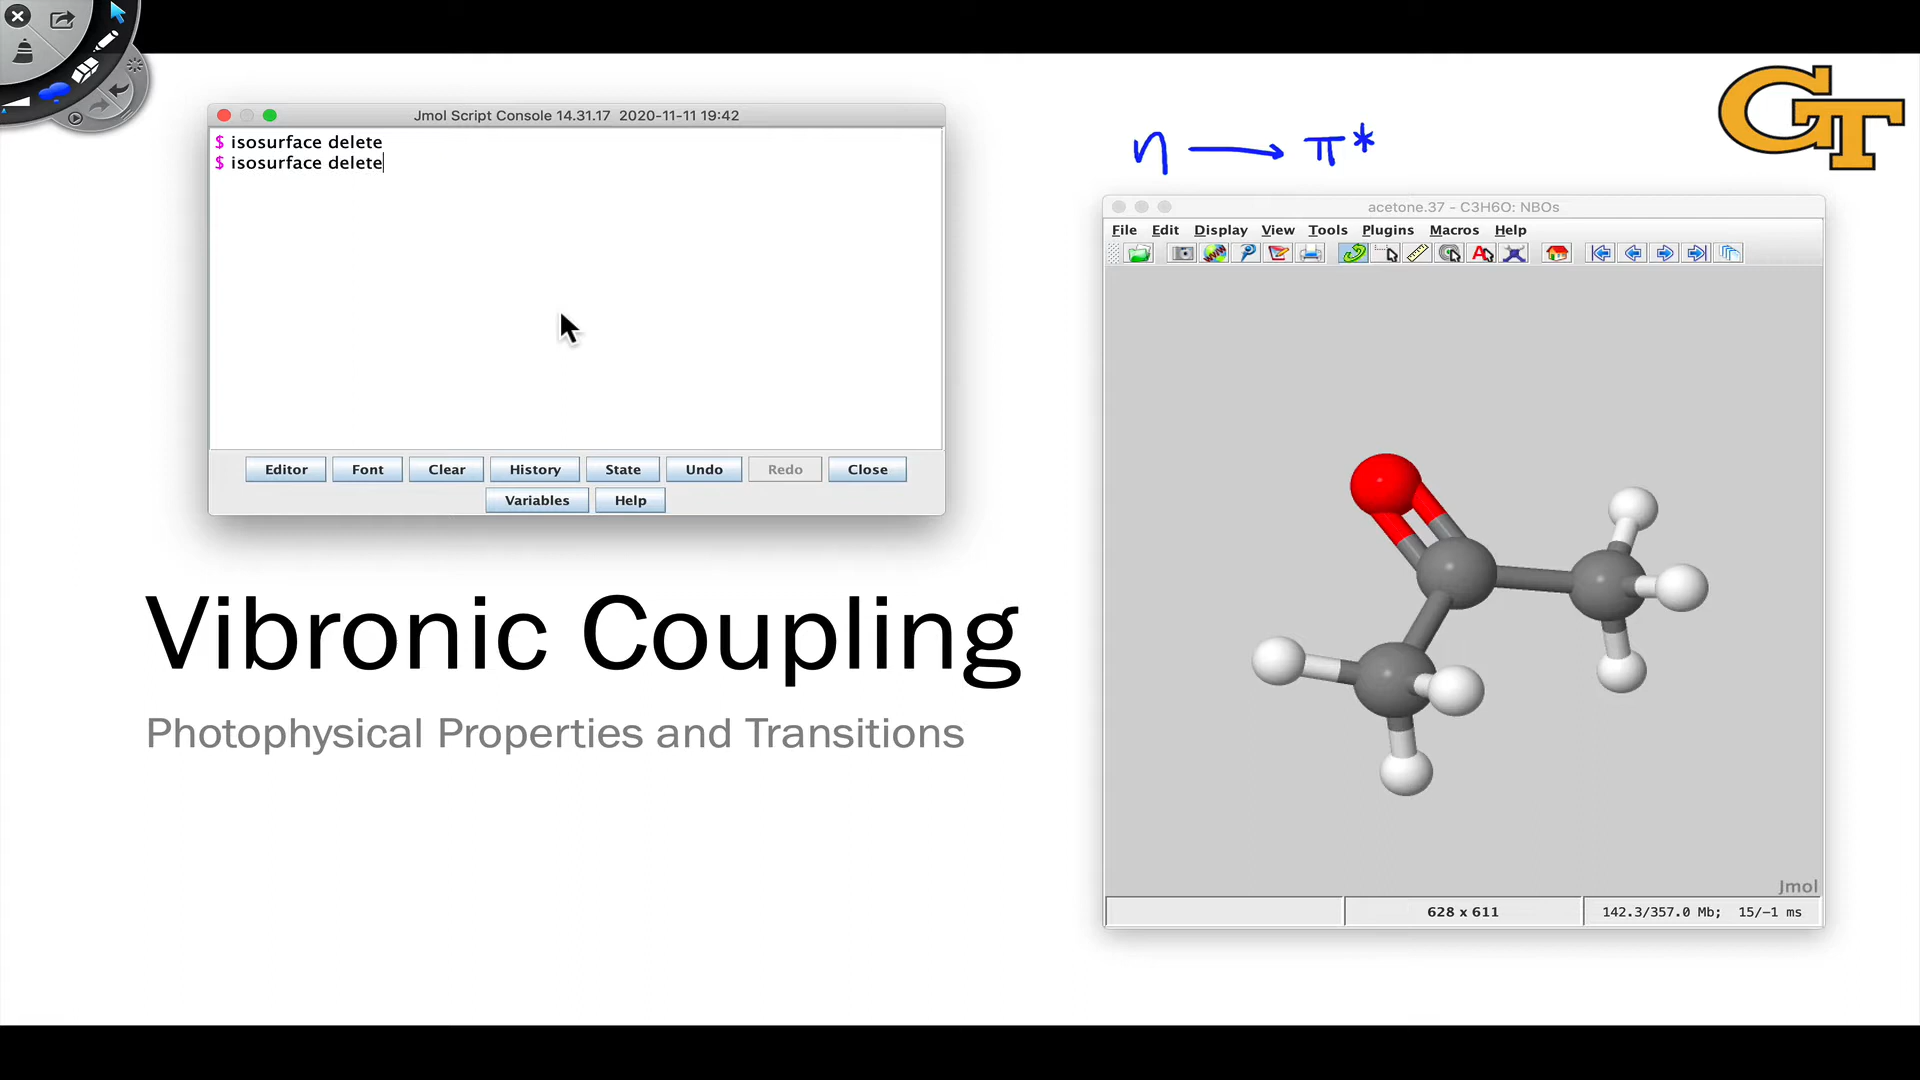 Jmol Script Console 14.31.17 2020-11-11 19:42
$ isosurface delete
$ isosurface delete
Editor Font Clear History State Undo Redo Close
Variables Help
Vibronic Coupling
Photophysical Properties and Transitions
GT
n → π*
acetone.37 - C3H6O: NBOs
File Edit Display View Tools Plugins Macros Help
Jmol
628 x 611
142.3/357.0 Mb; 15/-1 ms